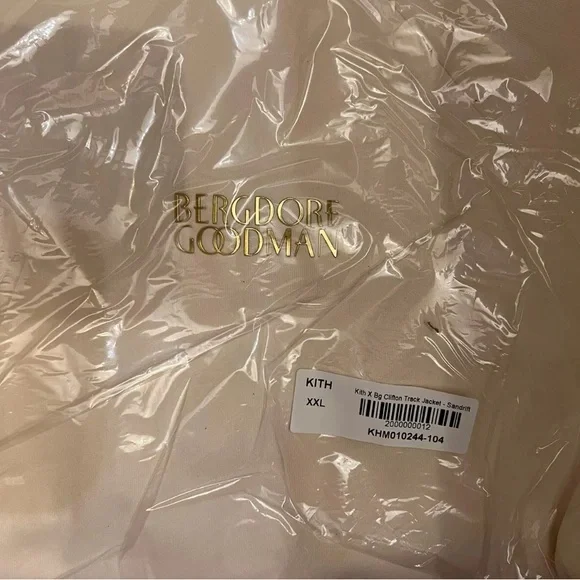 BERGDORF
GOODMAN
KITH
Kith X Bg Clifton Track Jacket - Sandrift
XXL
2000000012
KHM010244-104